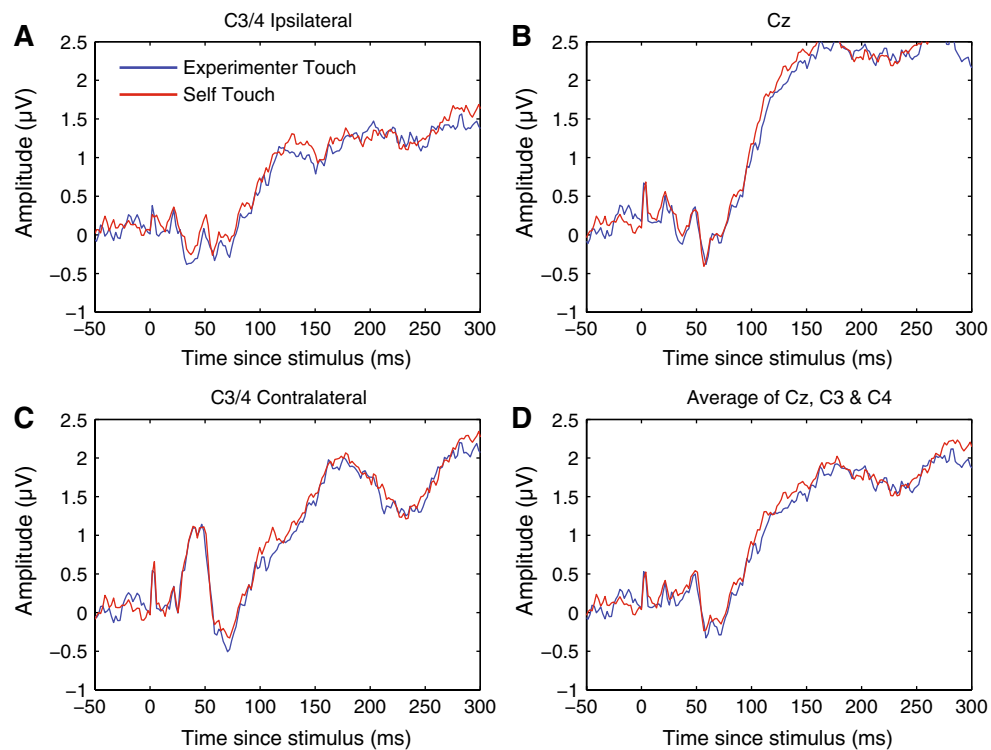 A
C3/4 Ipsilateral
Experimenter Touch
Self Touch
Amplitude (µV)
2.5
2
1.5
1
0.5
0
−0.5
−1
−50 0 50 100 150 200 250 300
Time since stimulus (ms)
B
Cz
Amplitude (µV)
2.5
2
1.5
1
0.5
0
−0.5
−1
−50 0 50 100 150 200 250 300
Time since stimulus (ms)
C
C3/4 Contralateral
Amplitude (µV)
2.5
2
1.5
1
0.5
0
−0.5
−1
−50 0 50 100 150 200 250 300
Time since stimulus (ms)
D
Average of Cz, C3 & C4
Amplitude (µV)
2.5
2
1.5
1
0.5
0
−0.5
−1
−50 0 50 100 150 200 250 300
Time since stimulus (ms)